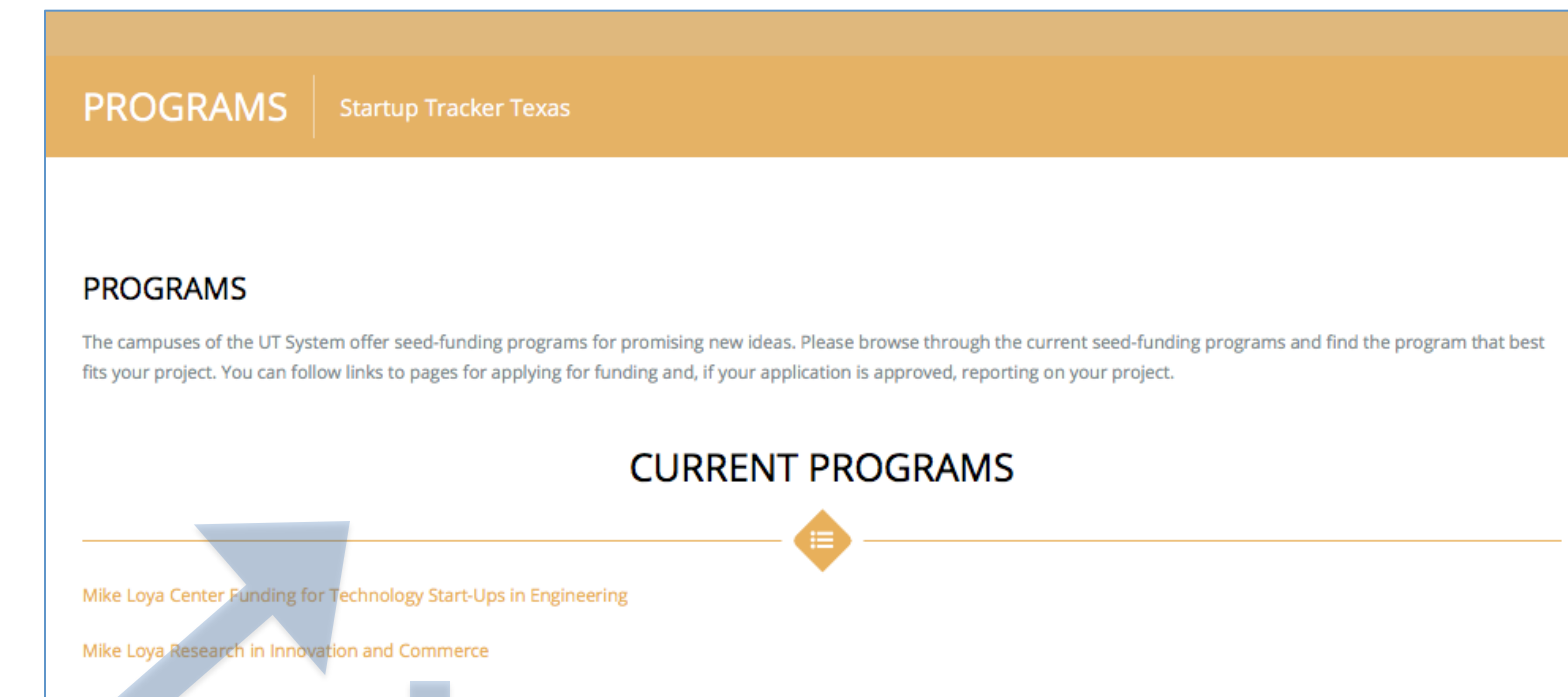 PROGRAMS
Startup Tracker Texas
PROGRAMS
The campuses of the UT System offer seed-funding programs for promising new ideas. Please browse through the current seed-funding programs and find the program that best
fits your project. You can follow links to pages for applying for funding and, if your application is approved, reporting on your project.
CURRENT PROGRAMS
Mike Loya Center Funding for Technology Start-Ups in Engineering
Mike Loya Research in Innovation and Commerce